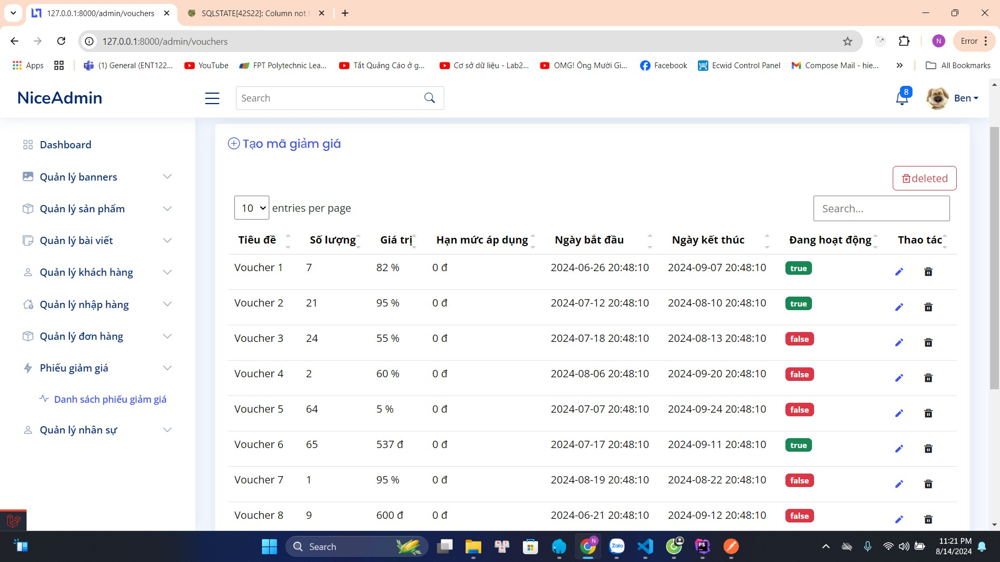 127.0.0.1:8000/admin/vouchers
SQLSTATE[42S22]: Column not f
127.0.0.1:8000/admin/vouchers
N
Error
Apps
(1) General (ENT122...
YouTube
FPT Polytechnic Lea...
Tắt Quảng Cáo ở g...
Cơ sở dữ liệu - Lab2...
OMG! Ông Mười Gi...
Facebook
Ecwid Control Panel
Compose Mail - hie...
All Bookmarks
NiceAdmin
Search
8
Ben
Dashboard
Quản lý banners
Quản lý sản phẩm
Quản lý bài viết
Quản lý khách hàng
Quản lý nhập hàng
Quản lý đơn hàng
Phiếu giảm giá
Danh sách phiếu giảm giá
Quản lý nhân sự
Tạo mã giảm giá
deleted
10 entries per page
Search...
Tiêu đề Số lượng Giá trị Hạn mức áp dụng Ngày bắt đầu Ngày kết thúc Đang hoạt động Thao tác
Voucher 1 7 82 % 0 đ 2024-06-26 20:48:10 2024-09-07 20:48:10 true
Voucher 2 21 95 % 0 đ 2024-07-12 20:48:10 2024-08-10 20:48:10 true
Voucher 3 24 55 % 0 đ 2024-07-18 20:48:10 2024-08-13 20:48:10 false
Voucher 4 2 60 % 0 đ 2024-08-06 20:48:10 2024-09-20 20:48:10 false
Voucher 5 64 5 % 0 đ 2024-07-07 20:48:10 2024-09-24 20:48:10 false
Voucher 6 65 537 đ 0 đ 2024-07-17 20:48:10 2024-09-11 20:48:10 true
Voucher 7 1 95 % 0 đ 2024-08-19 20:48:10 2024-08-22 20:48:10 false
Voucher 8 9 600 đ 0 đ 2024-06-21 20:48:10 2024-09-12 20:48:10 false
Search
N
Zalo
PS
11:21 PM
8/14/2024